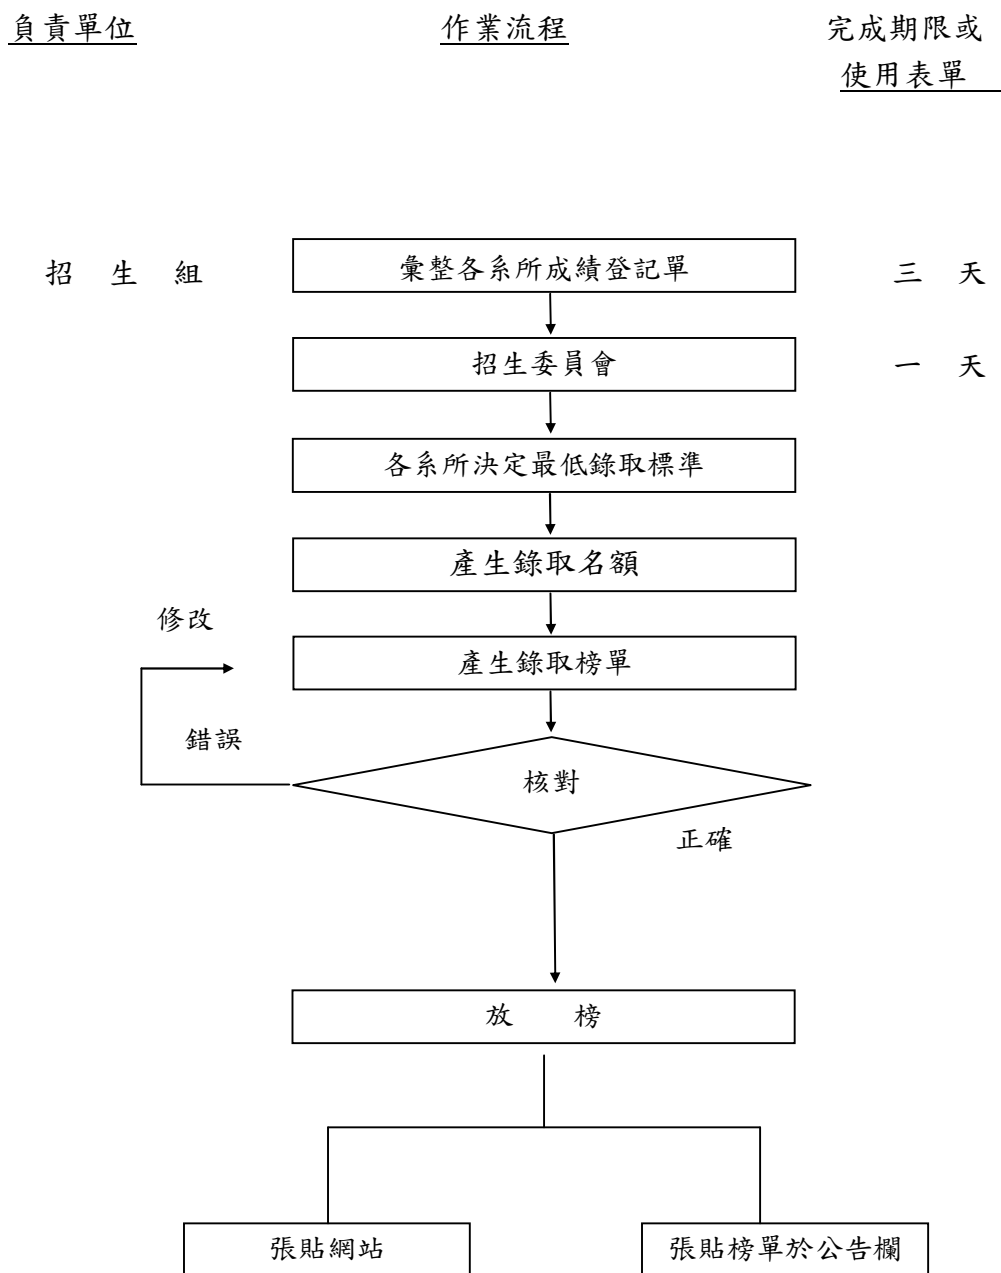 負責單位
作業流程
完成期限或
使用表單
招 生 組
彙整各系所成績登記單
三 天
招生委員會
一 天
各系所決定最低錄取標準
產生錄取名額
修改
產生錄取榜單
錯誤
核對
正確
放 榜
張貼網站
張貼榜單於公告欄